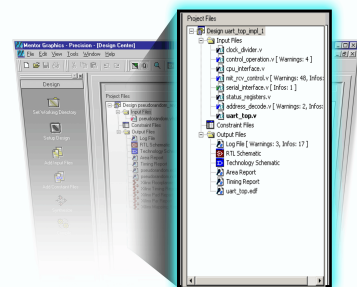 Project Files
Design uart_top_impl_1
Input Files
clock_divider.v
control_operation.v [ Warnings: 4 ]
cpu_interface.v
rcv_control.v [ Warnings: 48, Infos:
serial_interface.v [ Infos: 1 ]
status_registers.v
address_decode.v [ Warnings: 2, Infos:
uart_top.v
Constraint Files
Output Files
Log File [ Warnings: 3, Infos: 17 ]
RTL Schematic
Technology Schematic
Area Report
Timing Report
uart_top.edf
Mentor Graphics - Precision - [Design Center]
File Edit View Tools Window Help
Design
Set Working Directory
Setup Design
Add Input Files
Project Files
Design
Input Files
Constraint Files
Output Files
Log File
RTL Schematic
Technology
Area Report
Timing Report